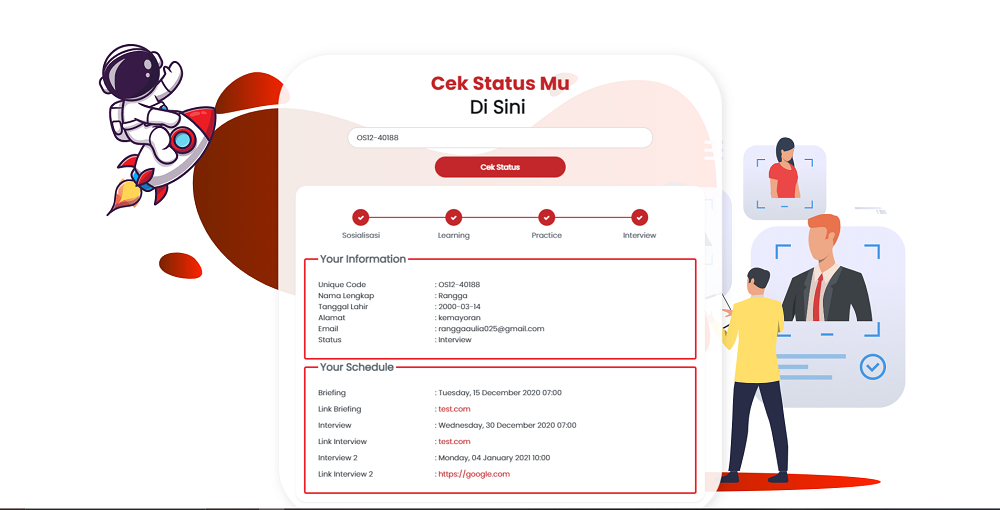 Cek Status Mu
Di Sini
OS12-40188
Cek Status
Sosialisasi Learning Practice Interview
Your Information
Unique Code : OS12-40188
Nama Lengkap : Rangga
Tanggal Lahir : 2000-03-14
Alamat : kemayoran
Email : ranggaaulia025@gmail.com
Status : Interview
Your Schedule
Briefing : Tuesday, 15 December 2020 07:00
Link Briefing : test.com
Interview : Wednesday, 30 December 2020 07:00
Link Interview : test.com
Interview 2 : Monday, 04 January 2021 10:00
Link Interview 2 : https://google.com